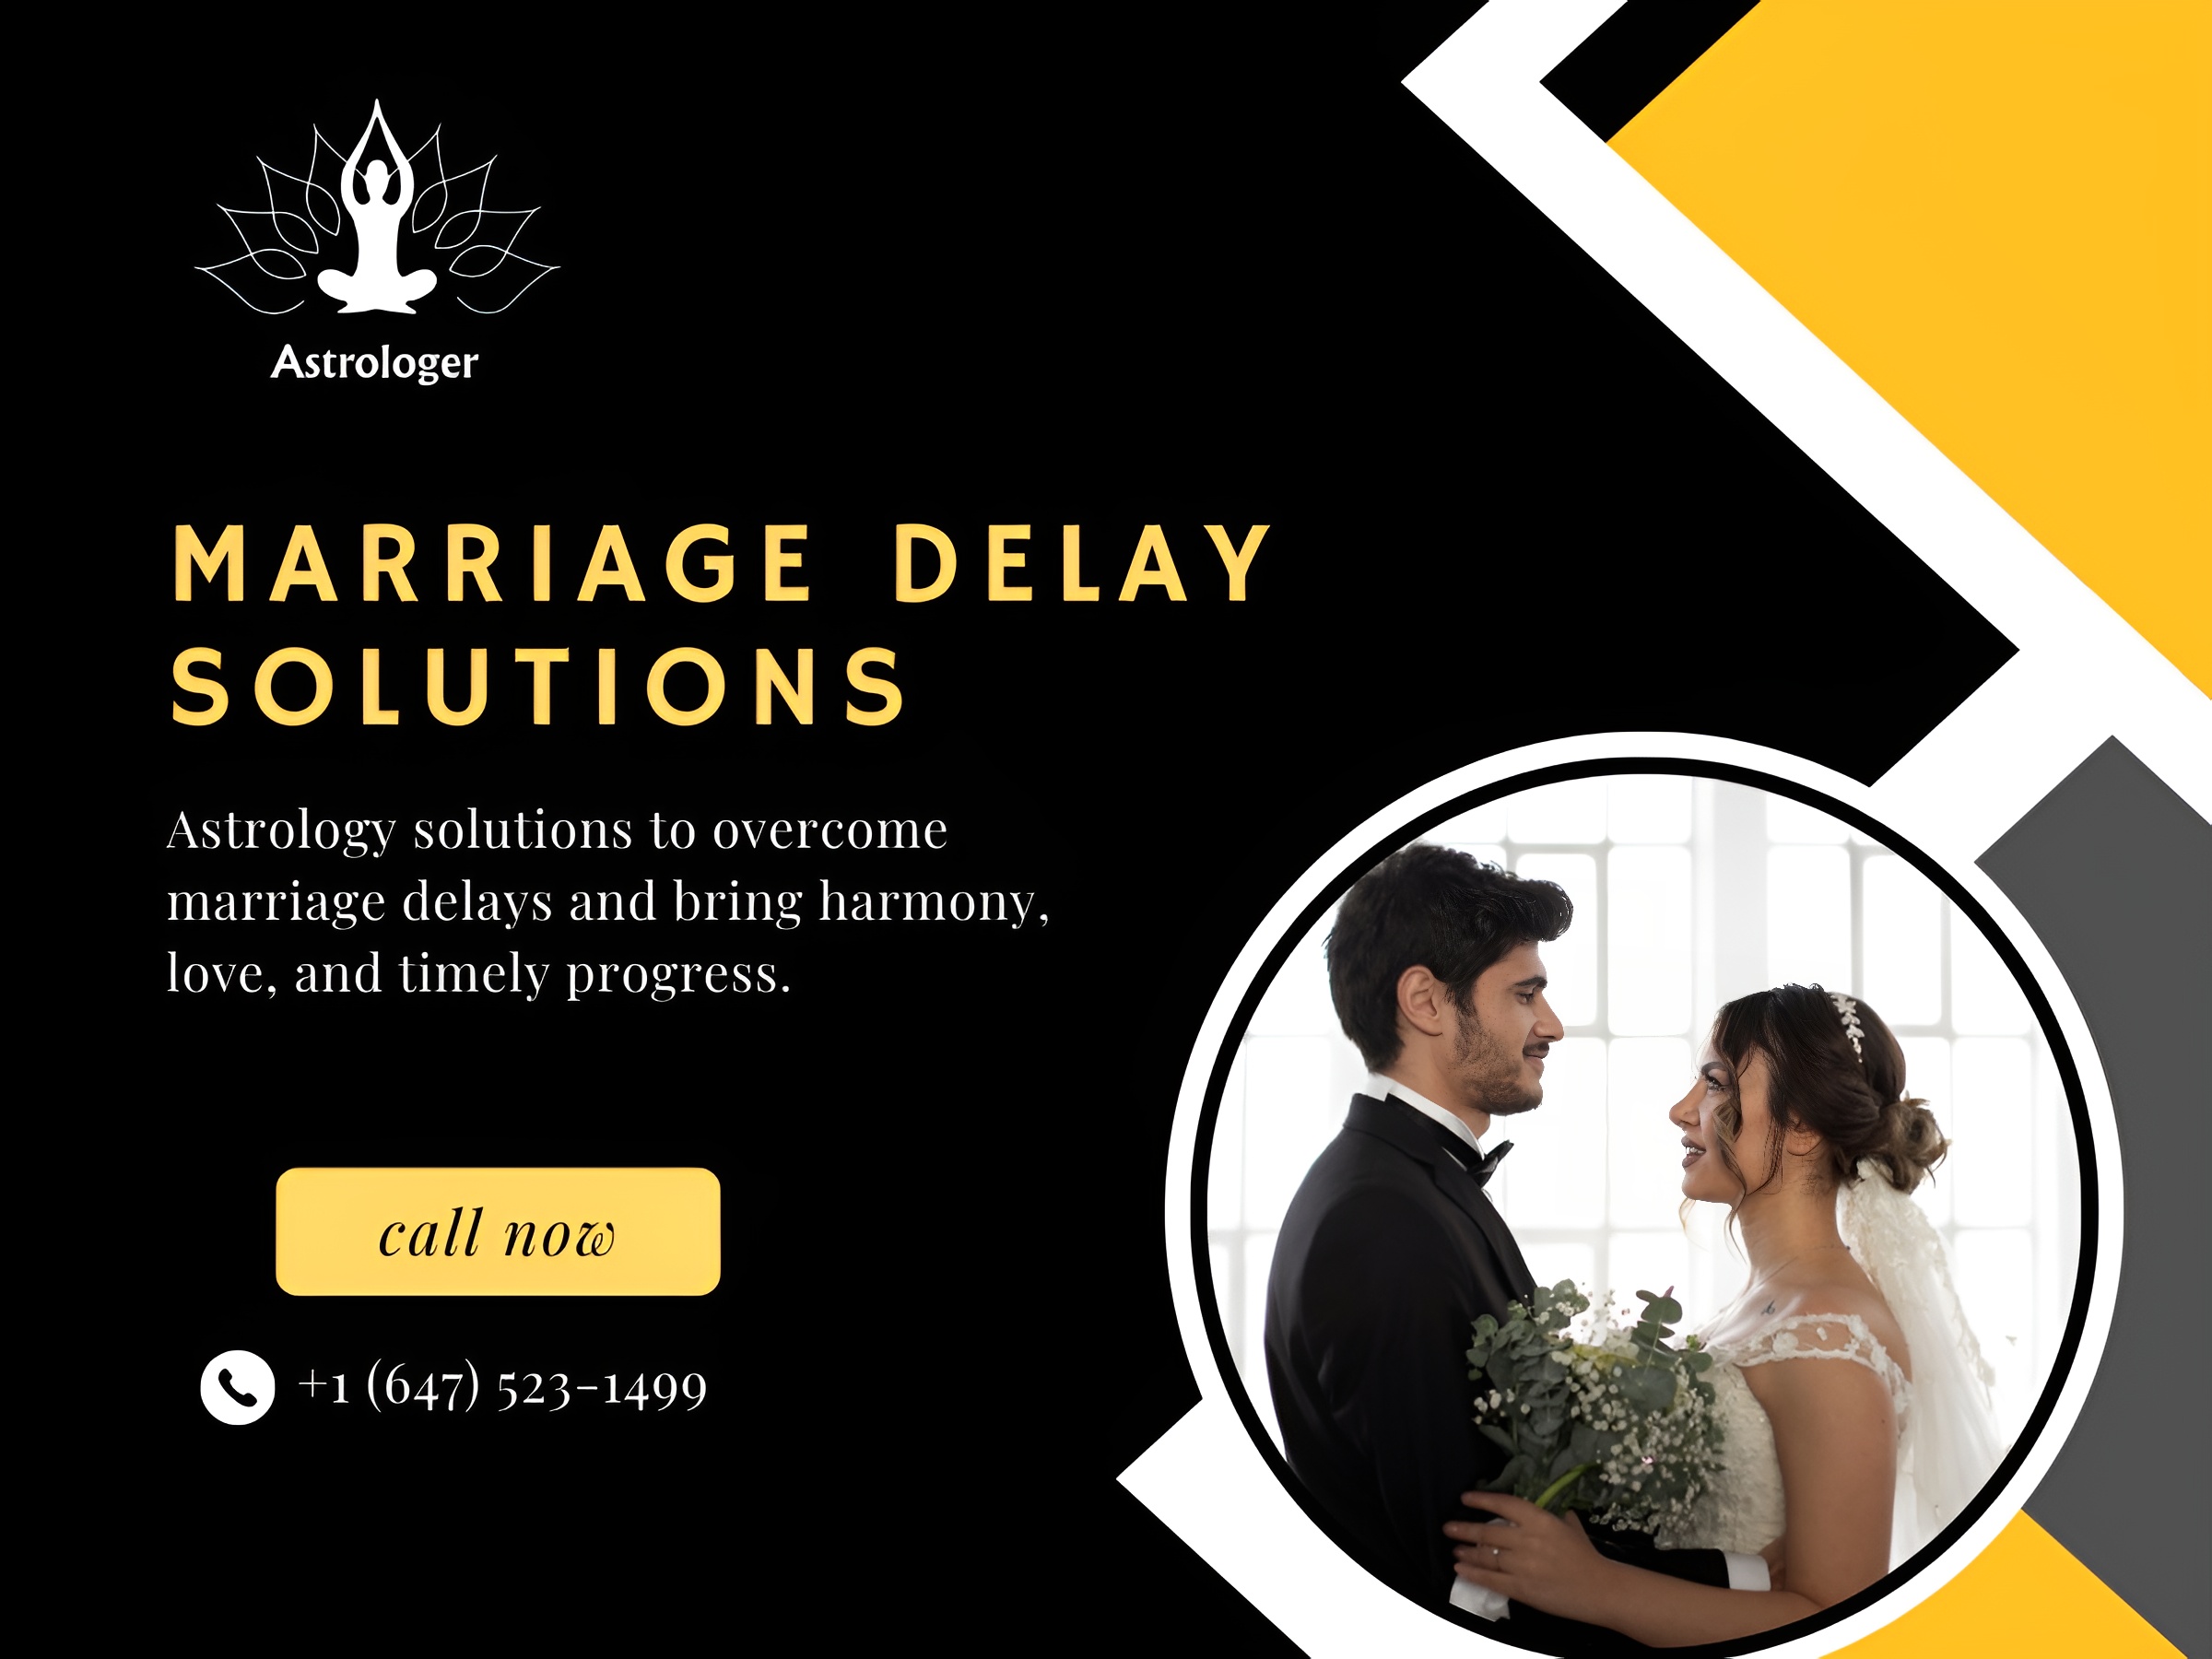 Astrologer
MARRIAGE DELAY
SOLUTIONS
Astrology solutions to overcome
marriage delays and bring harmony,
love, and timely progress.
call now
+1 (647) 523-1499